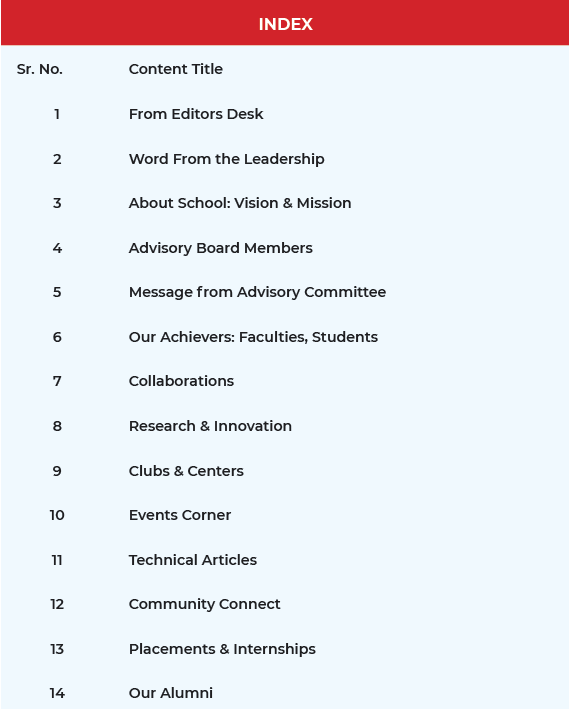 INDEX
Sr. No. Content Title
1 From Editors Desk
2 Word From the Leadership
3 About School: Vision & Mission
4 Advisory Board Members
5 Message from Advisory Committee
6 Our Achievers: Faculties, Students
7 Collaborations
8 Research & Innovation
9 Clubs & Centers
10 Events Corner
11 Technical Articles
12 Community Connect
13 Placements & Internships
14 Our Alumni